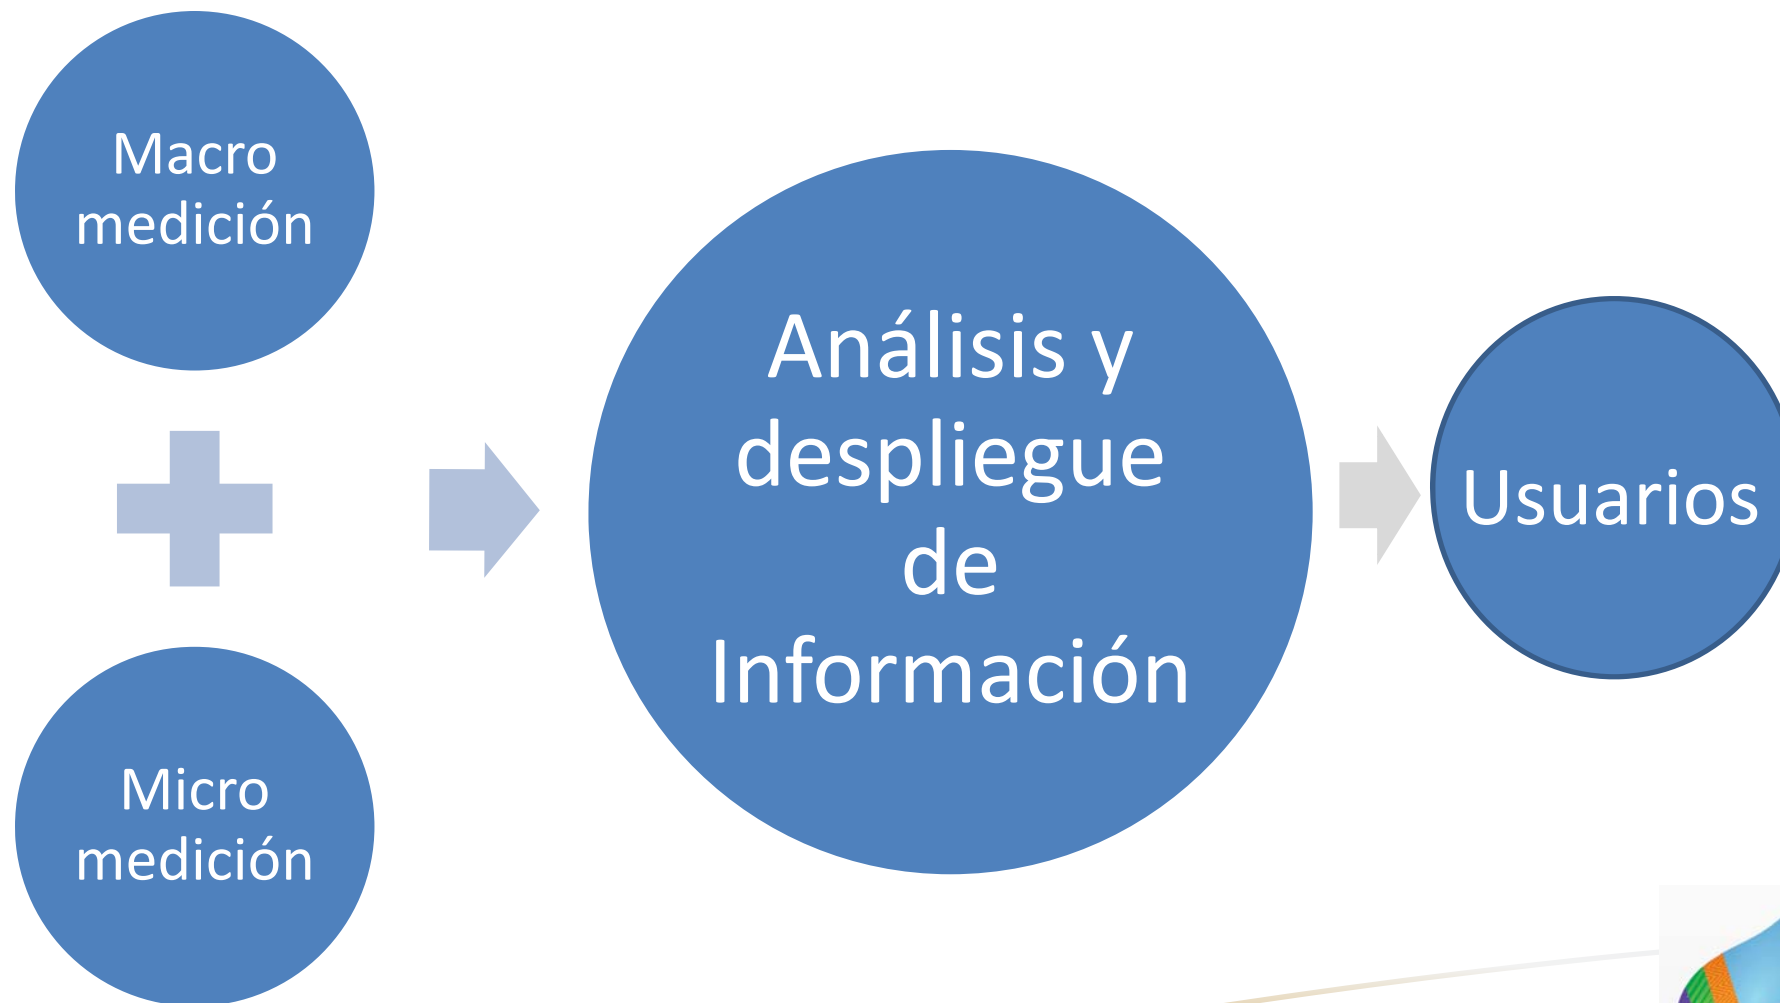 Macro
medición
Micro
medición
Análisis y
despliegue
de
Información
Usuarios